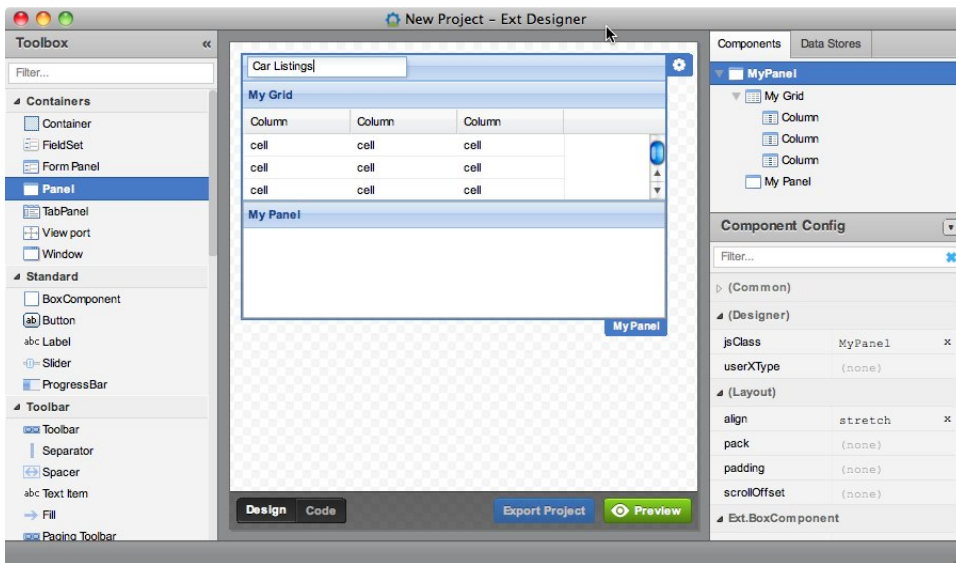 New Project – Ext Designer
Toolbox «
Filter...
Containers
Container
FieldSet
Form Panel
Panel
TabPanel
View port
Window
Standard
BoxComponent
ab Button
abc Label
Slider
ProgressBar
Toolbar
Toolbar
Separator
Spacer
abc Text Item
Fill
Paging Toolbar
Car Listings
My Grid
Column Column Column
cell cell cell
cell cell cell
cell cell cell
My Panel
MyPanel
Design Code
Export Project
Preview
Components Data Stores
MyPanel
My Grid
Column
Column
Column
My Panel
Component Config
Filter...
(Common)
(Designer)
jsClass MyPanel x
userXType (none)
(Layout)
align stretch x
pack (none)
padding (none)
scrollOffset (none)
Ext.BoxComponent